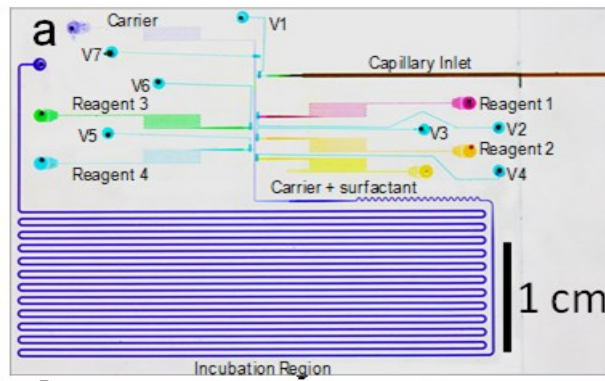 a
Carrier
V1
V7
Capillary Inlet
V6
Reagent 3
Reagent 1
V5
V3
V2
Reagent 2
Reagent 4
V4
Carrier + surfactant
1 cm
Incubation Region